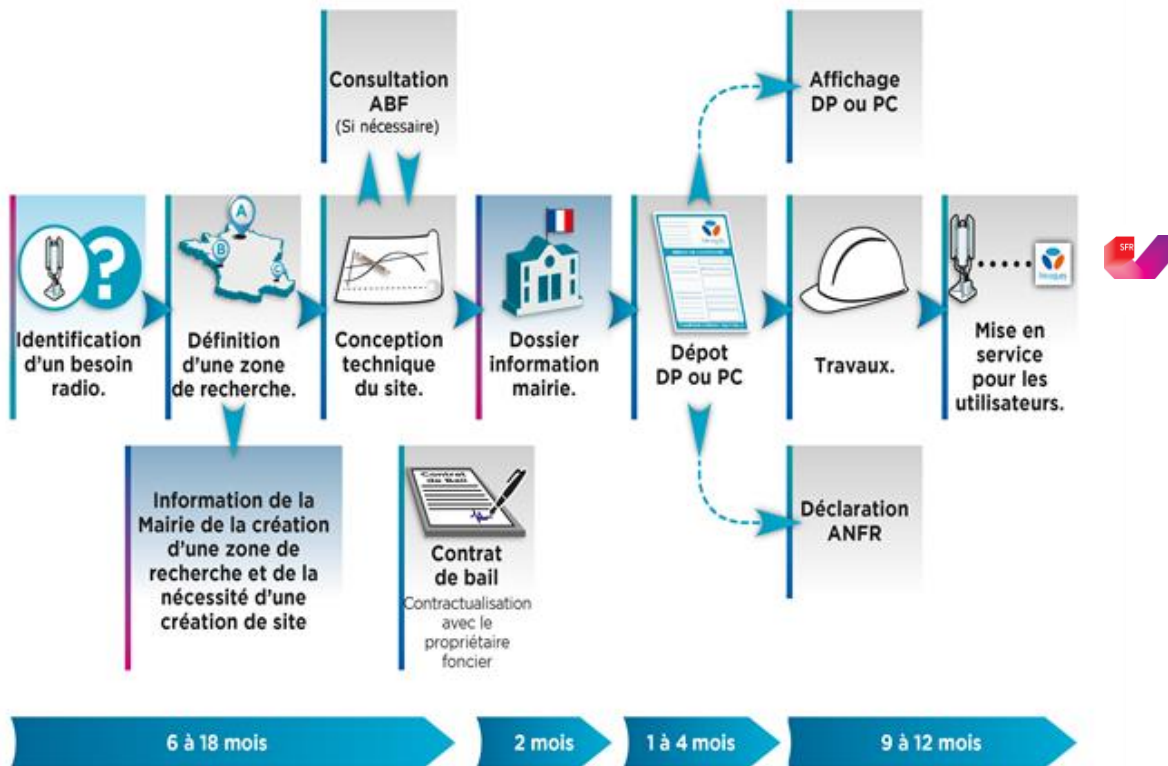 Consultation
ABF
(Si nécessaire)
Affichage
DP ou PC
A
B
C
?
Identification
d'un besoin
radio.
Définition
d'une zone
de recherche.
Conception
technique
du site.
Dossier
information
mairie.
Dépot
DP ou PC
Travaux.
Mise en
service
pour les
utilisateurs.
SFR
Information de la
Mairie de la création
d'une zone de
recherche et de la
nécessité d'une
création de site
Contrat
de Bail
Contrat
de bail
Contractualisation
avec le
propriétaire
foncier
Déclaration
ANFR
6 à 18 mois
2 mois
1 à 4 mois
9 à 12 mois